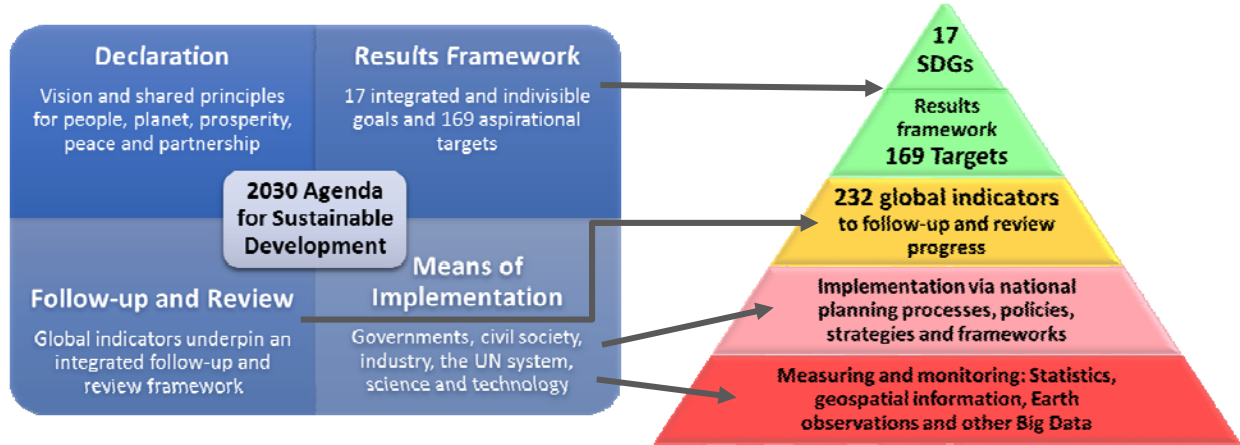 Declaration
Vision and shared principles
for people, planet, prosperity,
peace and partnership
Results Framework
17 integrated and indivisible
goals and 169 aspirational
targets
2030 Agenda
for Sustainable
Development
Follow-up and Review
Global indicators underpin an
integrated follow-up and
review framework
Means of
Implementation
Governments, civil society,
industry, the UN system,
science and technology
17
SDGs
Results
framework
169 Targets
232 global indicators
to follow-up and review
progress
Implementation via national
planning processes, policies,
strategies and frameworks
Measuring and monitoring: Statistics,
geospatial information, Earth
observations and other Big Data